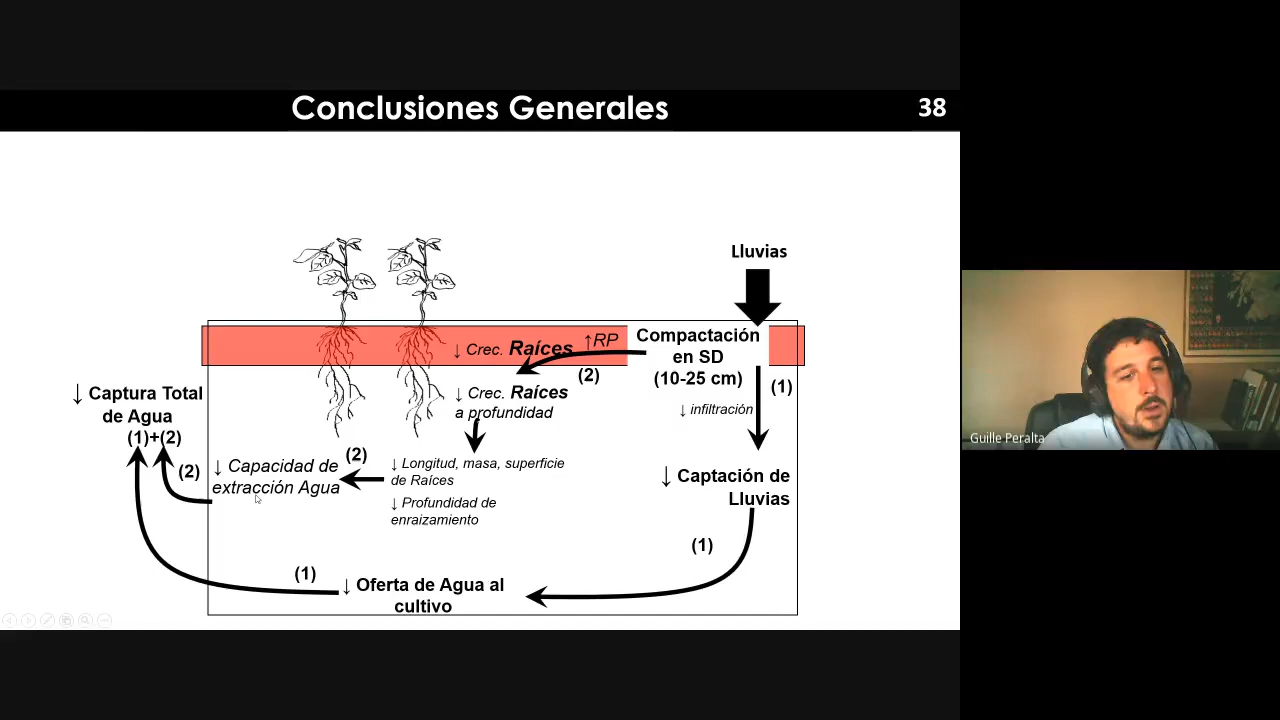 Conclusiones Generales
38
Lluvias
Compactación
en SD
(10-25 cm)
↑RP
↓ Crec. Raíces
(2)
(1)
↓ Crec. Raíces
a profundidad
↓ infiltración
↓ Captura Total
de Agua
(1)+(2)
(2)
↓ Capacidad de
extracción Agua
(2)
↓ Longitud, masa, superficie
de Raíces
↓ Profundidad de
enraizamiento
↓ Captación de
Lluvias
(1)
(1)
↓ Oferta de Agua al
cultivo
Guille Peralta